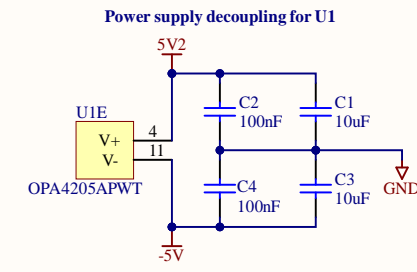 Power supply decoupling for U1
5V2
U1E
V+
4
V-
11
OPA4205APWT
C2
100nF
C1
10uF
C4
100nF
C3
10uF
GND
-5V